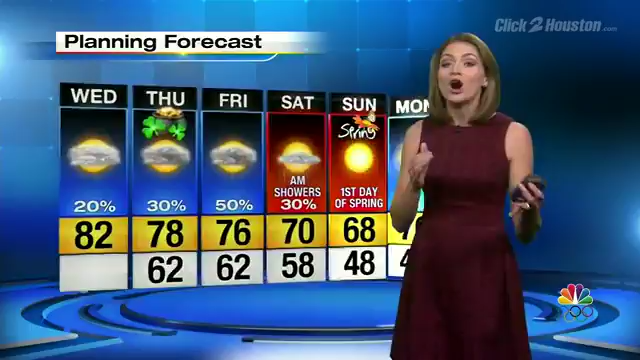 Click2Houston.com
Planning Forecast
WED THU FRI SAT SUN MON
Spring
AM SHOWERS
1ST DAY OF SPRING
20% 30% 50% 30%
82 78 76 70 68
62 62 58 48